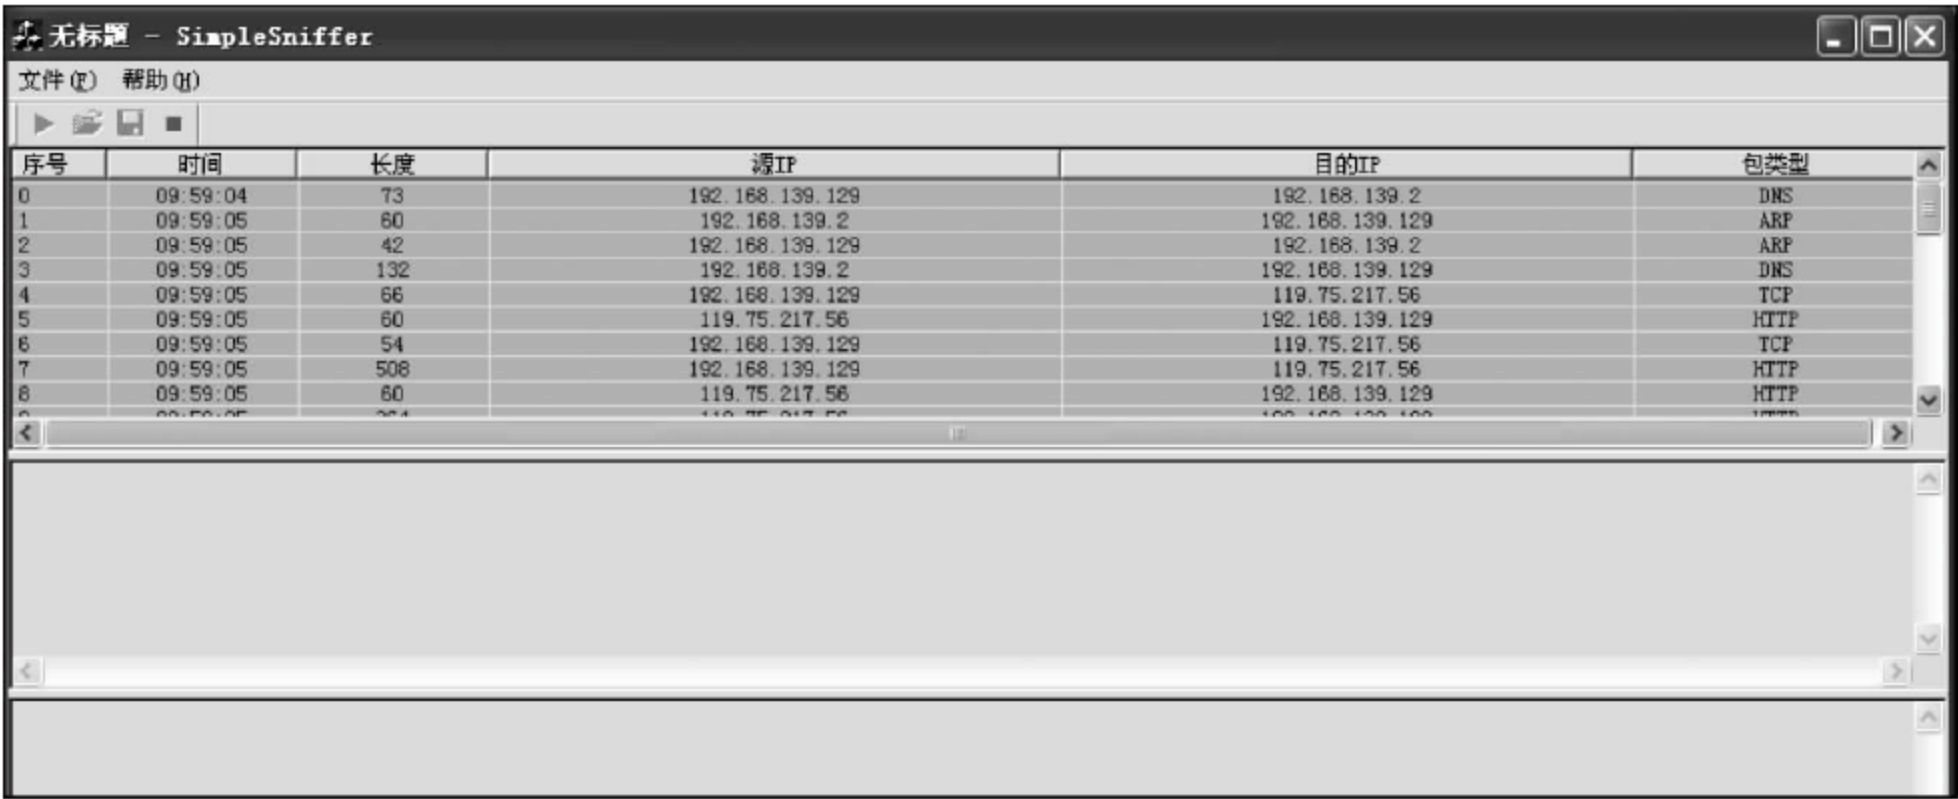 无标题 - SimpleSniffer
文件(F) 帮助(H)
序号 时间 长度 源IP 目的IP 包类型
0 09:59:04 73 192.168.139.129 192.168.139.2 DNS
1 09:59:05 60 192.168.139.2 192.168.139.129 ARP
2 09:59:05 42 192.168.139.129 192.168.139.2 ARP
3 09:59:05 132 192.168.139.2 192.168.139.129 DNS
4 09:59:05 66 192.168.139.129 119.75.217.56 TCP
5 09:59:05 60 119.75.217.56 192.168.139.129 HTTP
6 09:59:05 54 192.168.139.129 119.75.217.56 TCP
7 09:59:05 508 192.168.139.129 119.75.217.56 HTTP
8 09:59:05 60 119.75.217.56 192.168.139.129 HTTP